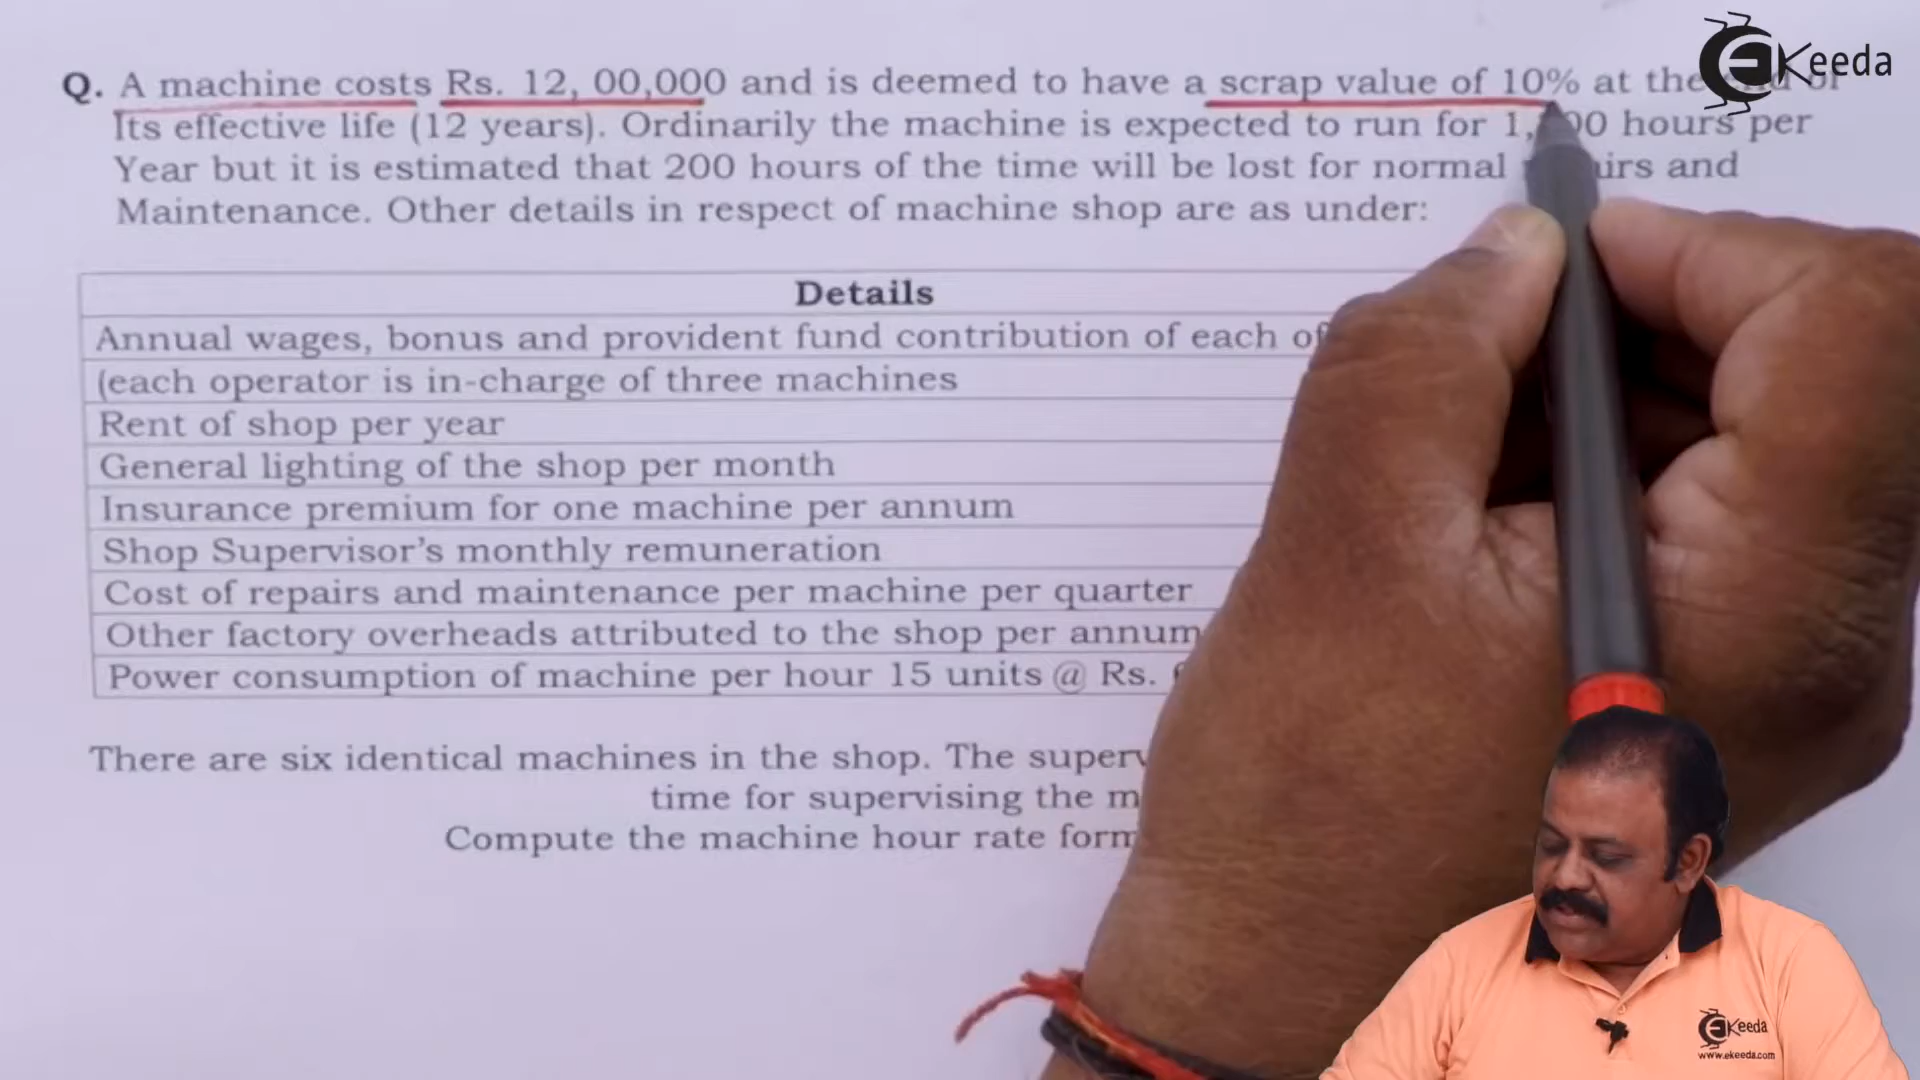 Keeda
Q. A machine costs Rs. 12, 00,000 and is deemed to have a scrap value of 10% at the end of
Its effective life (12 years). Ordinarily the machine is expected to run for hours per
Year but it is estimated that 200 hours of the time will be lost for normal and
Maintenance. Other details in respect of machine shop are as under:
Details
Annual wages, bonus and provident fund contribution of each of
(each operator is in-charge of three machines
Rent of shop per year
General lighting of the shop per month
Insurance premium for one machine per annum
Shop Supervisor's monthly remuneration
Cost of repairs and maintenance per machine per quarter
Other factory overheads attributed to the shop per annum
Power consumption of machine per hour 15 units @ Rs.
There are six identical machines in the shop. The
time for supervising the
Compute the machine hour rate
Keeda
www.ekeeda.com